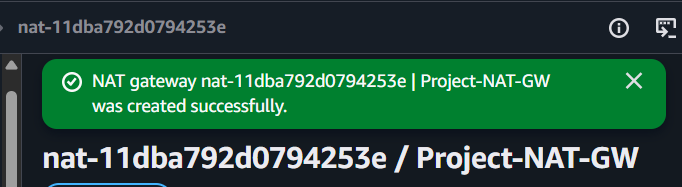 nat-11dba792d0794253e
NAT gateway nat-11dba792d0794253e | Project-NAT-GW
was created successfully.
nat-11dba792d0794253e / Project-NAT-GW